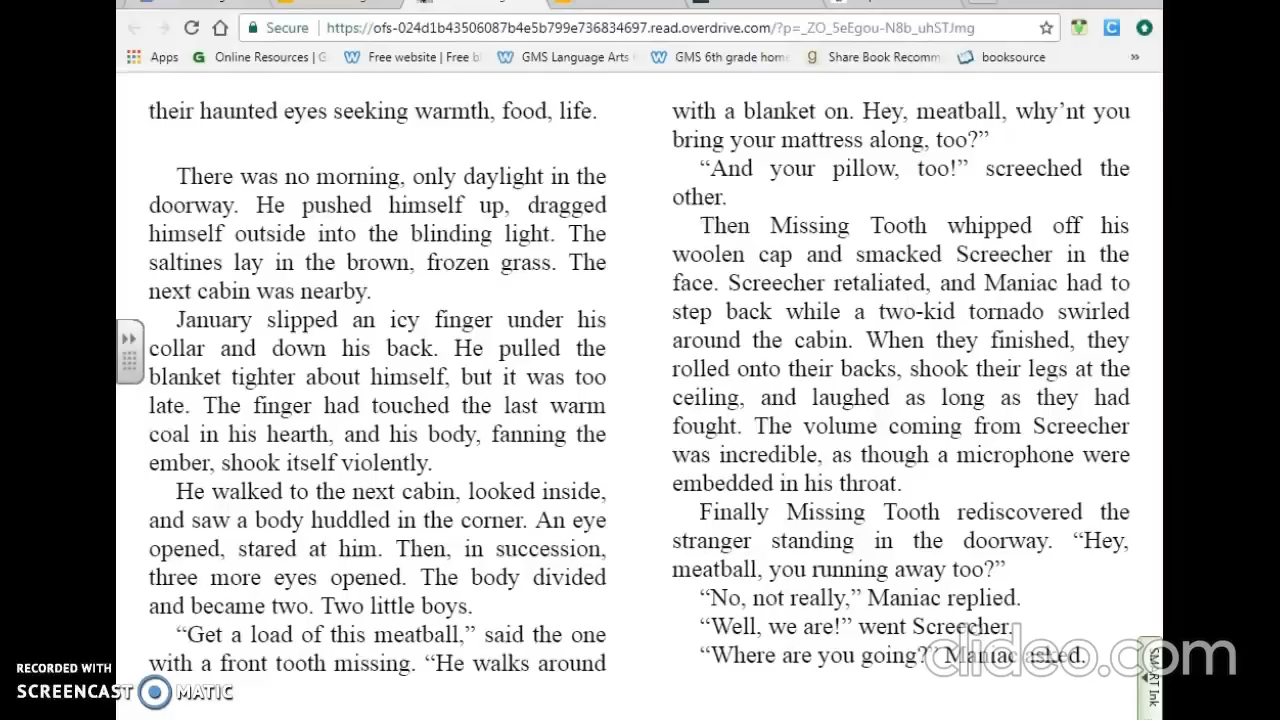 Secure
https://ofs-024d1b43506087b4e5b799e736834697.read.overdrive.com/?p=_ZO_5eEgou-N8b_uhSTJmg
Apps
Online Resources | G
Free website | Free bl
GMS Language Arts
GMS 6th grade home
Share Book Recomm
booksource
»
their haunted eyes seeking warmth, food, life.
There was no morning, only daylight in the
doorway. He pushed himself up, dragged
himself outside into the blinding light. The
saltines lay in the brown, frozen grass. The
next cabin was nearby.
January slipped an icy finger under his
collar and down his back. He pulled the
blanket tighter about himself, but it was too
late. The finger had touched the last warm
coal in his hearth, and his body, fanning the
ember, shook itself violently.
He walked to the next cabin, looked inside,
and saw a body huddled in the corner. An eye
opened, stared at him. Then, in succession,
three more eyes opened. The body divided
and became two. Two little boys.
“Get a load of this meatball,” said the one
with a front tooth missing. “He walks around
with a blanket on. Hey, meatball, why’nt you
bring your mattress along, too?”
“And your pillow, too!” screeched the
other.
Then Missing Tooth whipped off his
woolen cap and smacked Screecher in the
face. Screecher retaliated, and Maniac had to
step back while a two-kid tornado swirled
around the cabin. When they finished, they
rolled onto their backs, shook their legs at the
ceiling, and laughed as long as they had
fought. The volume coming from Screecher
was incredible, as though a microphone were
embedded in his throat.
Finally Missing Tooth rediscovered the
stranger standing in the doorway. “Hey,
meatball, you running away too?”
“No, not really,” Maniac replied.
“Well, we are!” went Screecher.
“Where are you going?” Maniac asked.
clideo.com
SMART Ink
RECORDED WITH
SCREENCAST MATIC